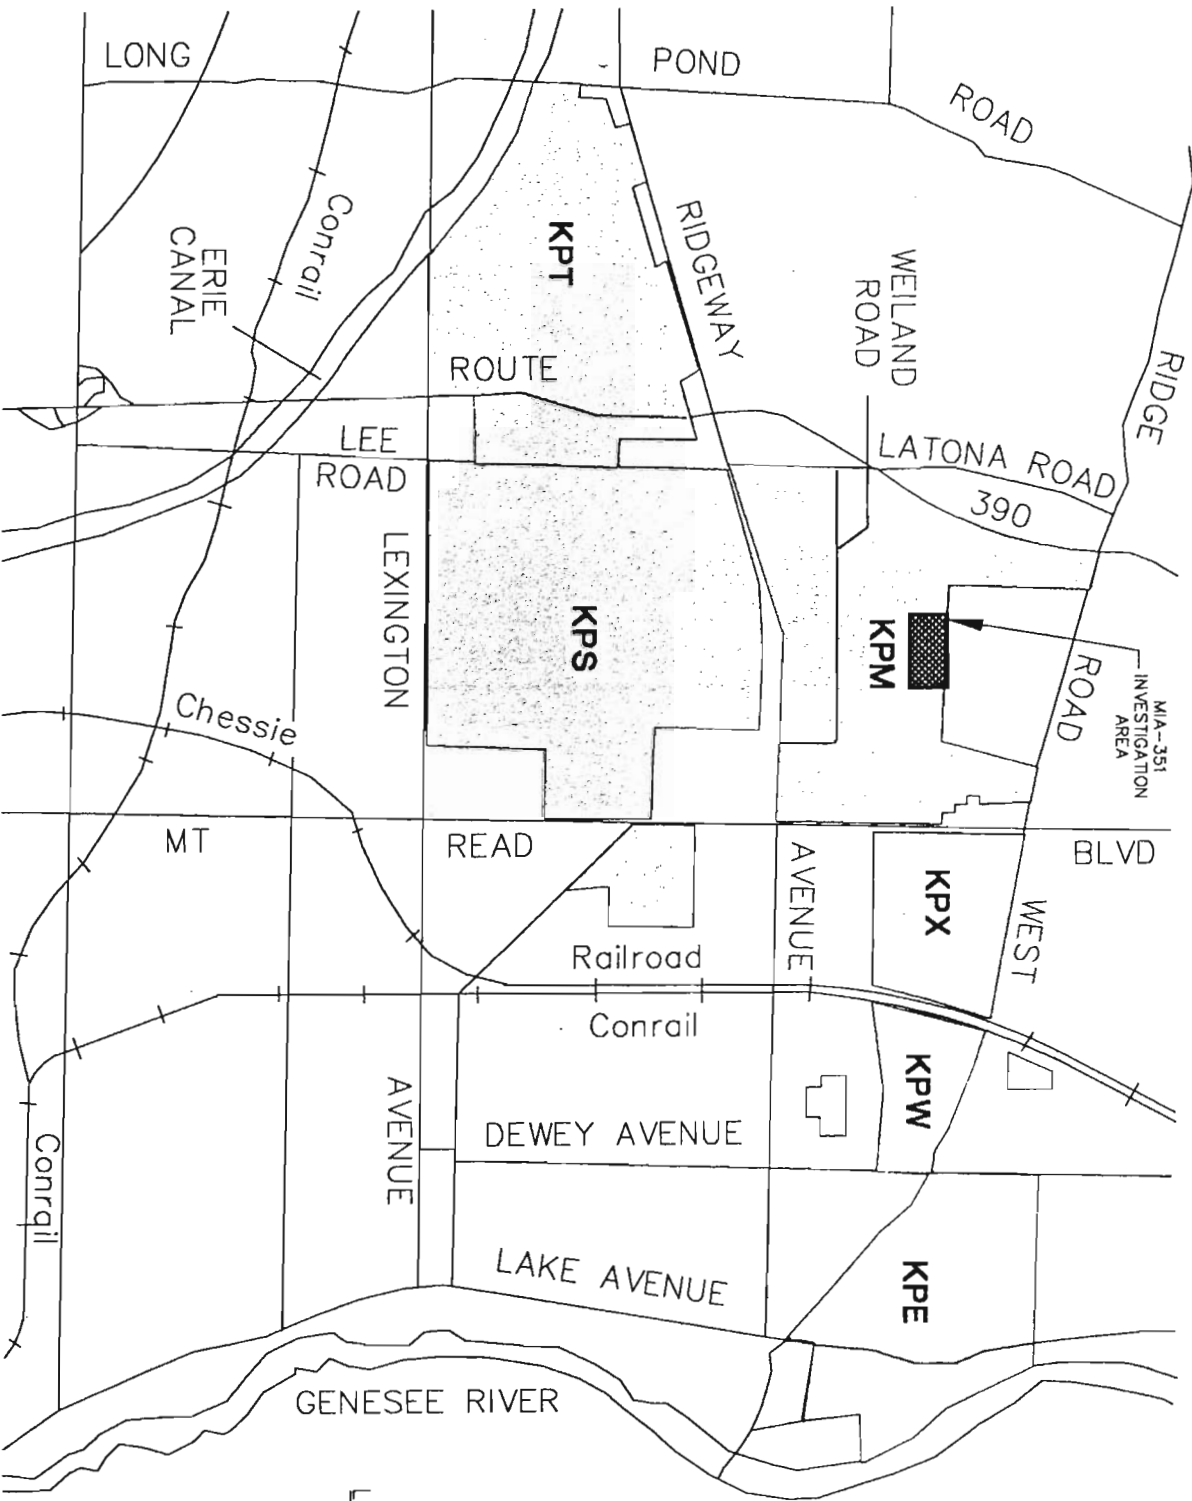 LONG
POND
ROAD
Conrail
ERIE
CANAL
KPT
RIDGEWAY
WEILAND
ROAD
RIDGE
ROUTE
LEE
ROAD
LATONA ROAD
390
LEXINGTON
KPS
KPM
ROAD
MIA-351
INVESTIGATION
AREA
Chessie
MT
READ
AVENUE
BLVD
KPX
WEST
Railroad
Conrail
KPW
AVENUE
DEWEY AVENUE
Conrail
LAKE AVENUE
KPE
GENESEE RIVER